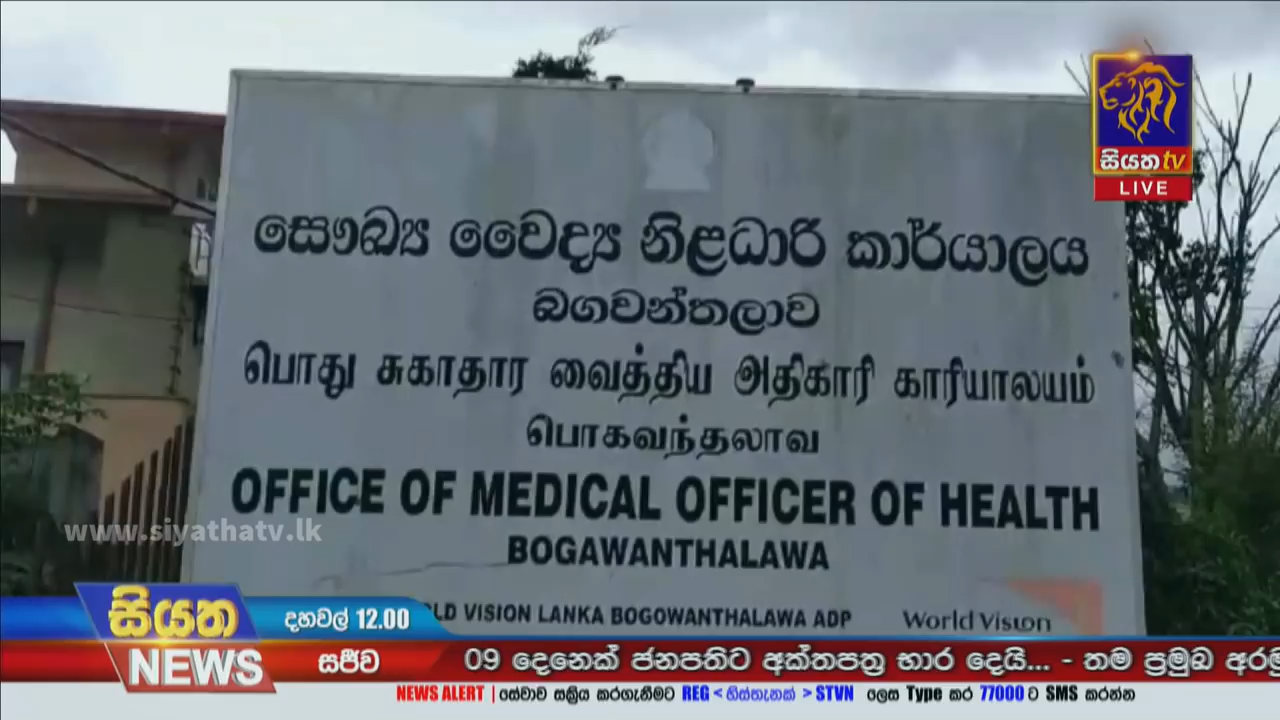 සියත tv
LIVE
සෞඛ්‍ය වෛද්‍ය නිළධාරි කාර්යාලය
බගවන්තලාව
பொது சுகாதார வைத்திய அதிகாரி காரியாலயம்
பொகவந்தலாவ
OFFICE OF MEDICAL OFFICER OF HEALTH
BOGAWANTHALAWA
www.siyathatv.lk
LD VISION LANKA BOGOWANTHALAWA ADP World Vision
සියත දහවල් 12.00
NEWS සජීව 09 දෙනෙක් ජනපතිට අක්තපත්‍ර භාර දෙයි... - තම ප්‍රමුඛ අරමු
NEWS ALERT | සේවාව සක්‍රිය කරගැනීමට REG < හිස්තැනක් > STVN ලෙස Type කර 77000 ට SMS කරන්න